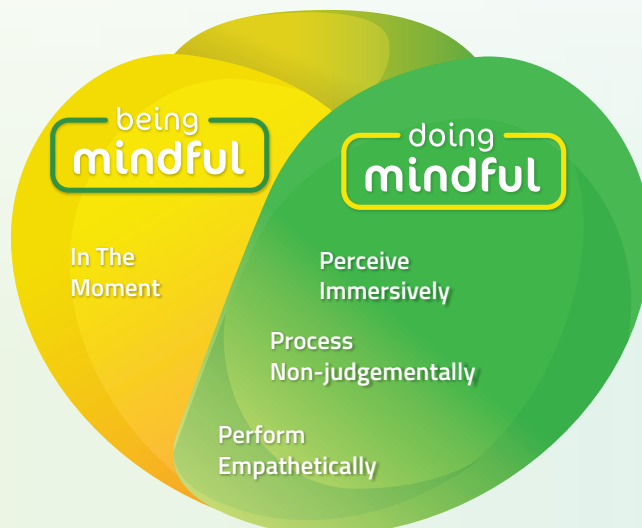 being
mindful
In The
Moment
doing
mindful
Perceive
Immersively
Process
Non-judgementally
Perform
Empathetically